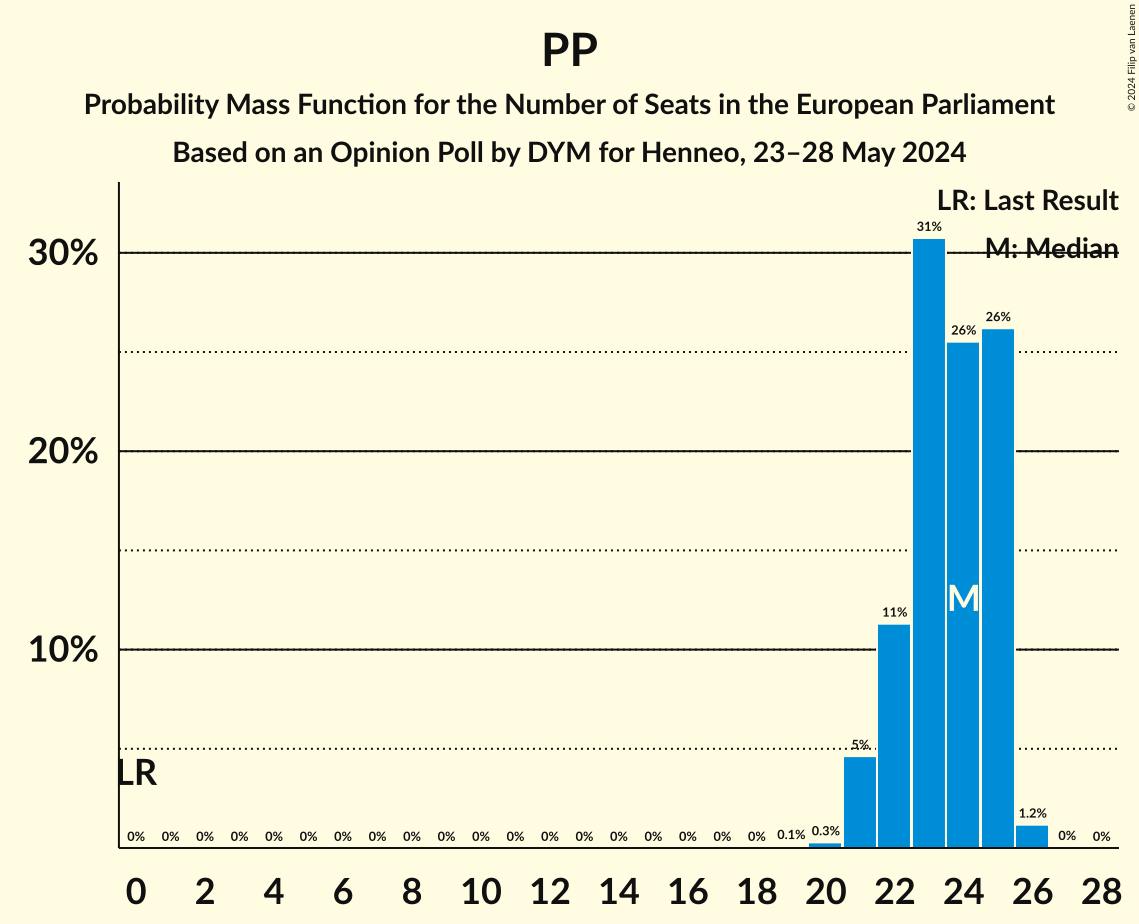 PP
Probability Mass Function for the Number of Seats in the European Parliament
Based on an Opinion Poll by DYM for Henneo, 23–28 May 2024
© 2024 Filip van Laenen
LR: Last Result
M: Median
30%
20%
10%
31%
26%
26%
11%
5%
1.2%
0% 0% 0% 0% 0% 0% 0% 0% 0% 0% 0% 0% 0% 0% 0% 0% 0% 0% 0% 0.1% 0.3% 0% 0%
LR
M
0 2 4 6 8 10 12 14 16 18 20 22 24 26 28